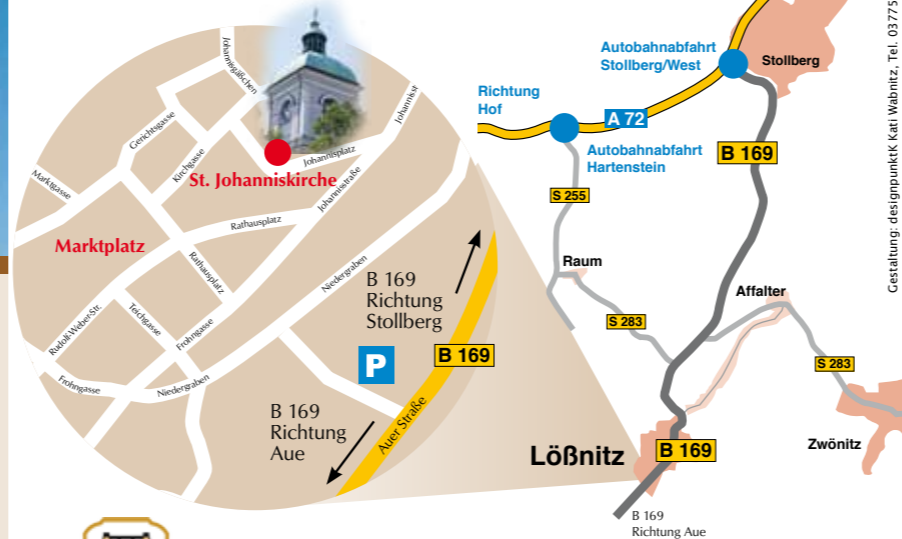 Johannisgäßchen
Johannisstr.
Gerichtsgasse
Kirchgasse
Johannisplatz
Marktgasse
St. Johanniskirche
Johannisstraße
Rathausplatz
Marktplatz
Rathausplatz
Niedergraben
B 169
Richtung
Stollberg
Rudolf-Weber-Str.
Teichgasse
Frohngasse
P
B 169
Frohngasse
Niedergraben
B 169
Richtung
Aue
Auer Straße
Autobahnabfahrt
Stollberg/West
Stollberg
Richtung
Hof
A 72
Autobahnabfahrt
Hartenstein
B 169
S 255
Raum
Affalter
S 283
S 283
Zwönitz
Lößnitz
B 169
B 169
Richtung Aue
Gestaltung: designpunktK Kati Wabnitz, Tel. 03775